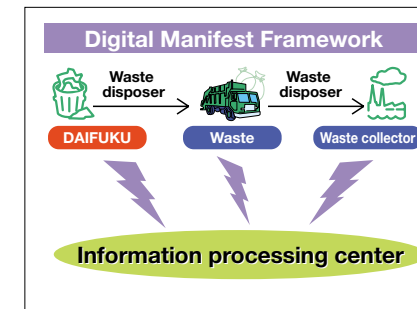 Digital Manifest Framework
Waste
disposer
Waste
disposer
DAIFUKU
Waste
Waste collector
Information processing center